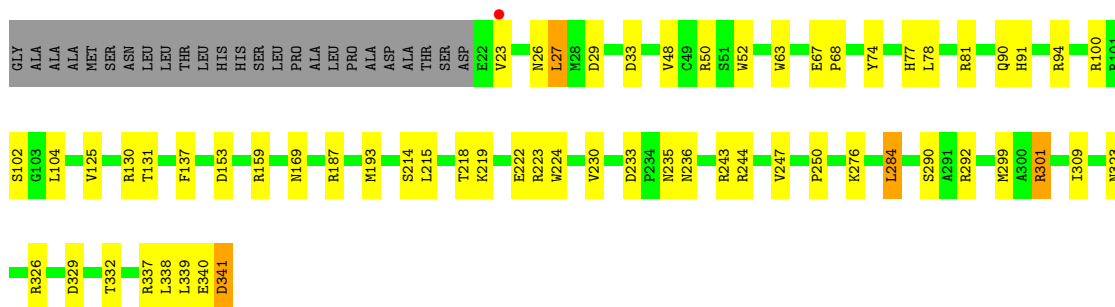 GLY ALA ALA ALA MET SER ASN LEU LEU THR LEU HIS HIS SER LEU PRO ALA LEU PRO ALA ASP ALA THR SER ASP E22 V23 N26 L27 M28 D29 D33 V48 C49 R50 S51 W52 W63 E67 P68 Y74 H77 L78 R81 Q90 H91 R94 R100 R101
S102 G103 L104 V125 R130 T131 F137 D153 R159 N169 R187 M193 S214 L215 T218 K219 E222 R223 W224 V230 D233 P234 N235 N236 R243 R244 V247 P250 K276 L284 S290 A291 R292 M299 A300 R301 I309 N323
R326 D329 T332 R337 L338 L339 E340 D341